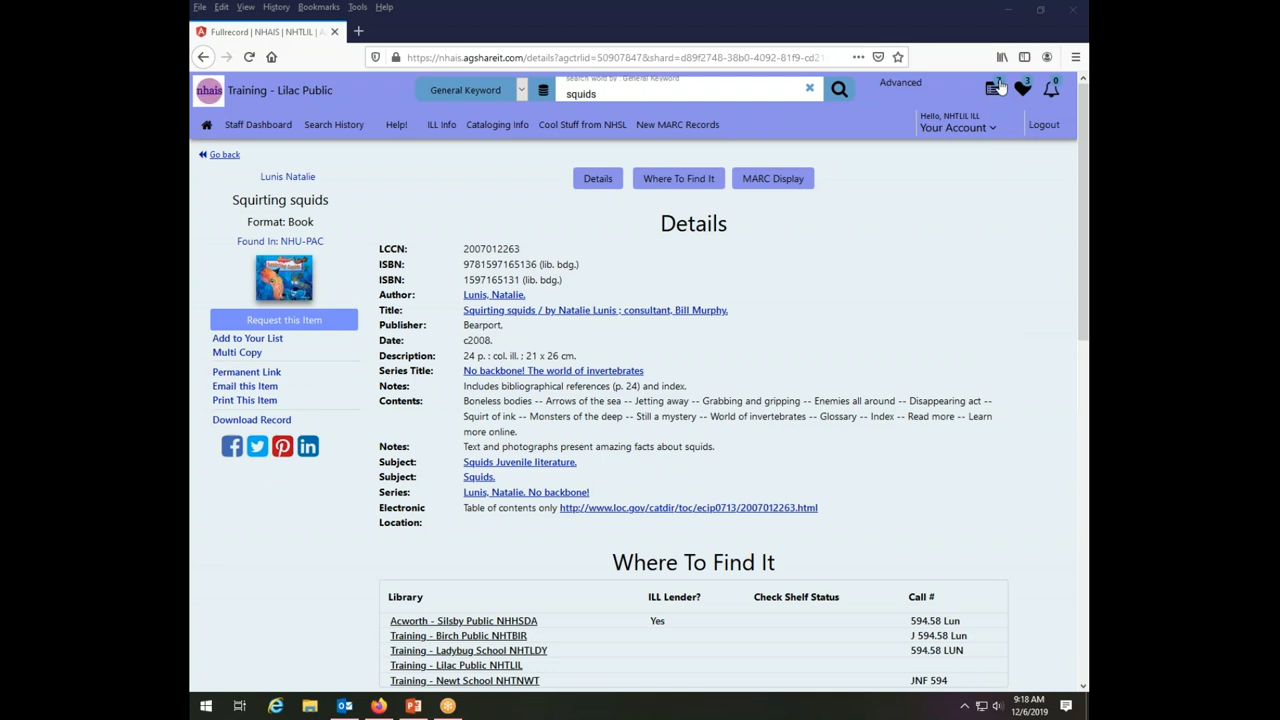 File Edit View History Bookmarks Tools Help
Fullrecord | NHAIS | NHTLIL | A
https://nhais.agshareit.com/details?agctrlid=50907847&shard=d89f2748-38b0-4092-81f9-cd21
nhais Training - Lilac Public General Keyword search word by : General Keyword Advanced 7 3 0
squids
Hello, NHTLIL ILL
Staff Dashboard Search History Help! ILL Info Cataloging Info Cool Stuff from NHSL New MARC Records Your Account Logout
Go back
Lunis Natalie
Squirting squids
Format: Book
Found In: NHU-PAC
Request this Item
Add to Your List
Multi Copy
Permanent Link
Email this Item
Print This Item
Download Record
Details Where To Find It MARC Display
Details
LCCN: 2007012263
ISBN: 9781597165136 (lib. bdg.)
ISBN: 1597165131 (lib. bdg.)
Author: Lunis, Natalie.
Title: Squirting squids / by Natalie Lunis ; consultant, Bill Murphy.
Publisher: Bearport,
Date: c2008.
Description: 24 p. : col. ill. ; 21 x 26 cm.
Series Title: No backbone! The world of invertebrates
Notes: Includes bibliographical references (p. 24) and index.
Contents: Boneless bodies -- Arrows of the sea -- Jetting away -- Grabbing and gripping -- Enemies all around -- Disappearing act --
Squirt of ink -- Monsters of the deep -- Still a mystery -- World of invertebrates -- Glossary -- Index -- Read more -- Learn
more online.
Notes: Text and photographs present amazing facts about squids.
Subject: Squids Juvenile literature.
Subject: Squids.
Series: Lunis, Natalie. No backbone!
Electronic Location: Table of contents only http://www.loc.gov/catdir/toc/ecip0713/2007012263.html
Where To Find It
Library ILL Lender? Check Shelf Status Call #
Acworth - Silsby Public NHHSDA Yes 594.58 Lun
Training - Birch Public NHTBIR J 594.58 Lun
Training - Ladybug School NHTLDY 594.58 LUN
Training - Lilac Public NHTLIL
Training - Newt School NHTNWT JNF 594
9:18 AM
12/6/2019